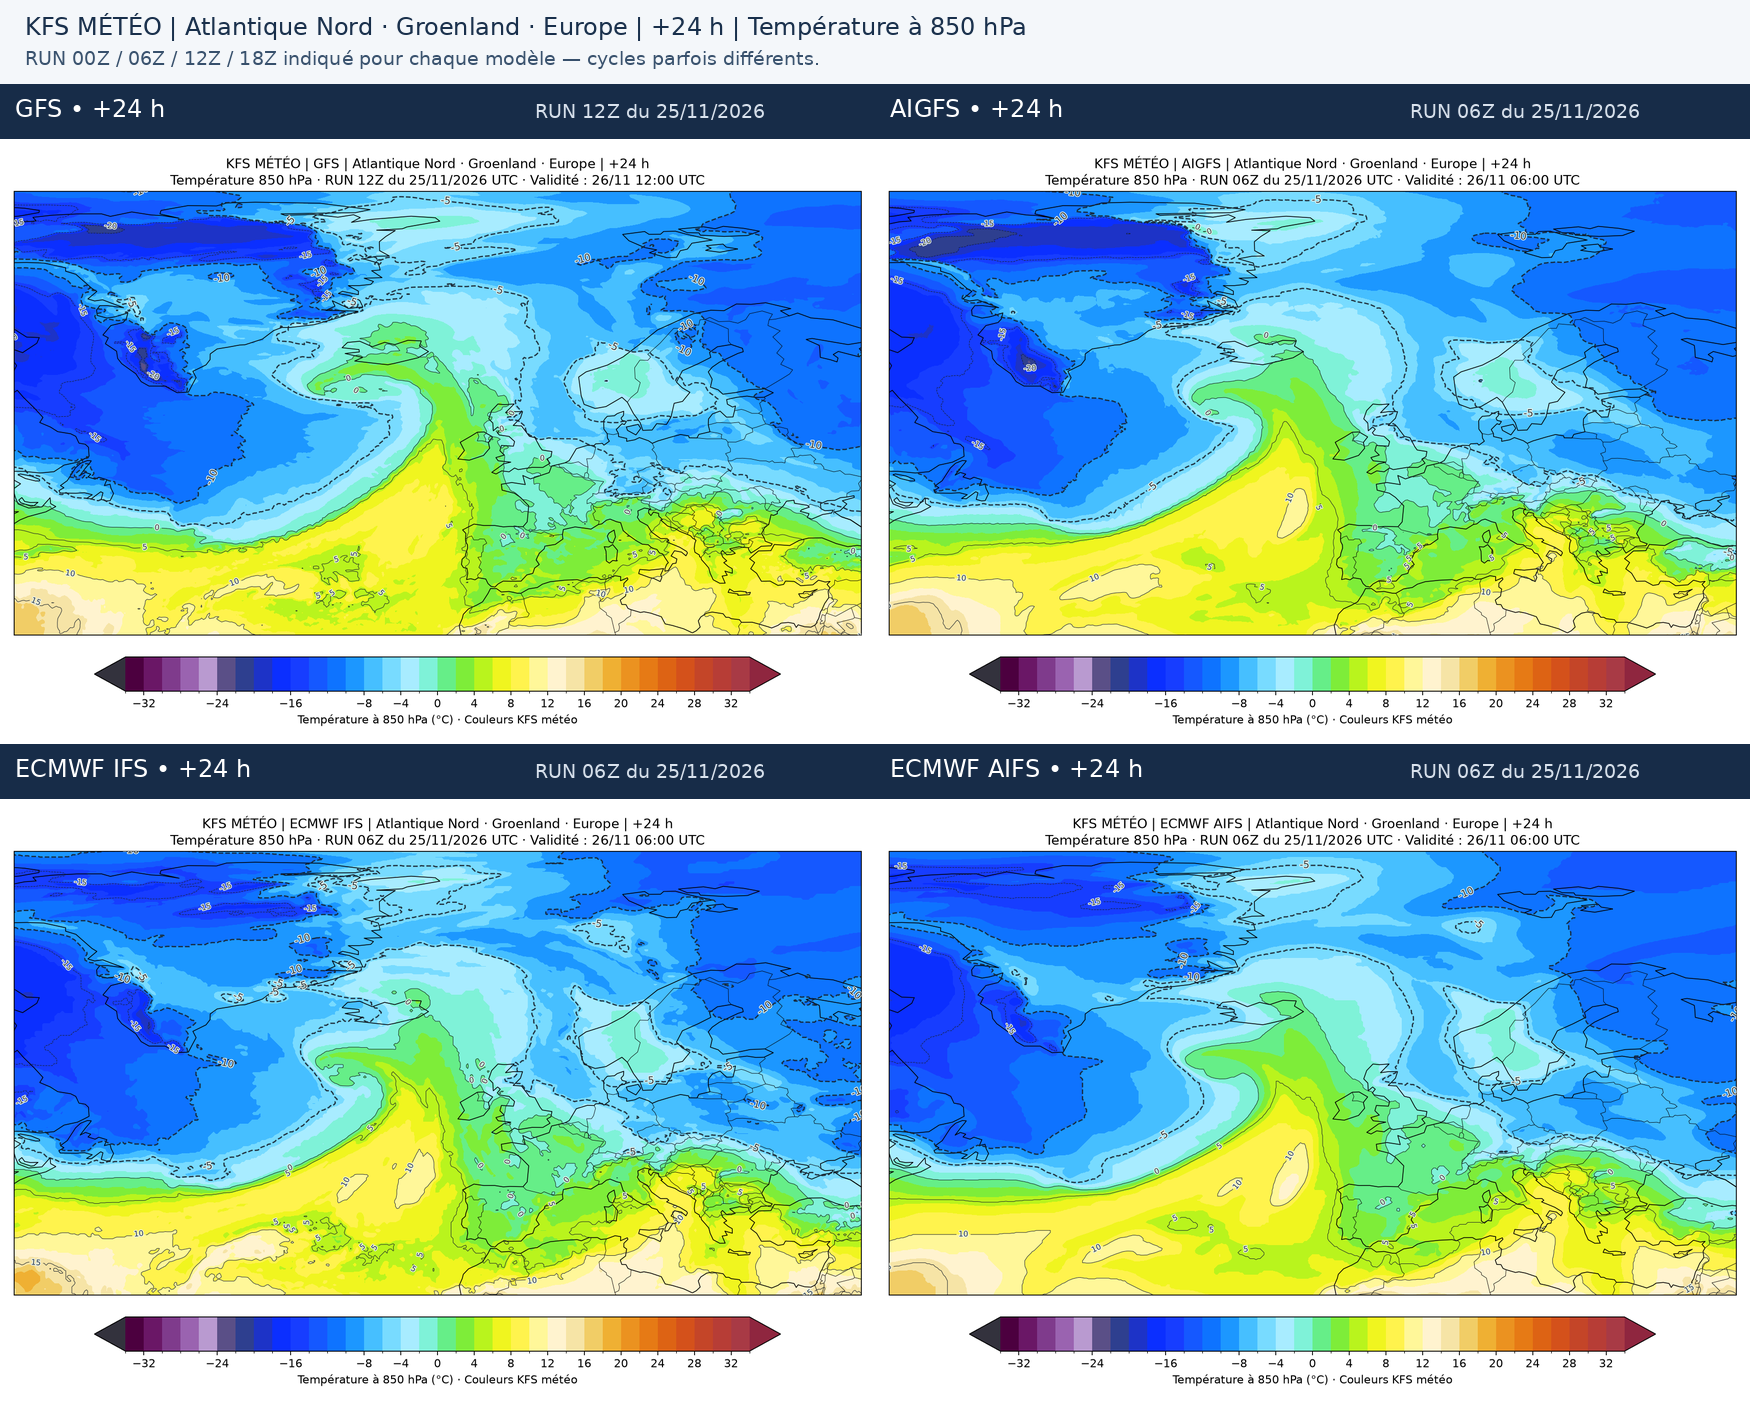 KFS MÉTÉO | Atlantique Nord · Groenland · Europe | +24 h | Température à 850 hPa
RUN 00Z / 06Z / 12Z / 18Z indiqué pour chaque modèle — cycles parfois différents.
GFS • +24 h
RUN 12Z du 25/11/2026
KFS MÉTÉO | GFS | Atlantique Nord · Groenland · Europe | +24 h
Température 850 hPa · RUN 12Z du 25/11/2026 UTC · Validité : 26/11 12:00 UTC
−32 −24 −16 −8 −4 0 4 8 12 16 20 24 28 32
Température à 850 hPa (°C) · Couleurs KFS météo
AIGFS • +24 h
RUN 06Z du 25/11/2026
KFS MÉTÉO | AIGFS | Atlantique Nord · Groenland · Europe | +24 h
Température 850 hPa · RUN 06Z du 25/11/2026 UTC · Validité : 26/11 06:00 UTC
−32 −24 −16 −8 −4 0 4 8 12 16 20 24 28 32
Température à 850 hPa (°C) · Couleurs KFS météo
ECMWF IFS • +24 h
RUN 06Z du 25/11/2026
KFS MÉTÉO | ECMWF IFS | Atlantique Nord · Groenland · Europe | +24 h
Température 850 hPa · RUN 06Z du 25/11/2026 UTC · Validité : 26/11 06:00 UTC
−32 −24 −16 −8 −4 0 4 8 12 16 20 24 28 32
Température à 850 hPa (°C) · Couleurs KFS météo
ECMWF AIFS • +24 h
RUN 06Z du 25/11/2026
KFS MÉTÉO | ECMWF AIFS | Atlantique Nord · Groenland · Europe | +24 h
Température 850 hPa · RUN 06Z du 25/11/2026 UTC · Validité : 26/11 06:00 UTC
−32 −24 −16 −8 −4 0 4 8 12 16 20 24 28 32
Température à 850 hPa (°C) · Couleurs KFS météo